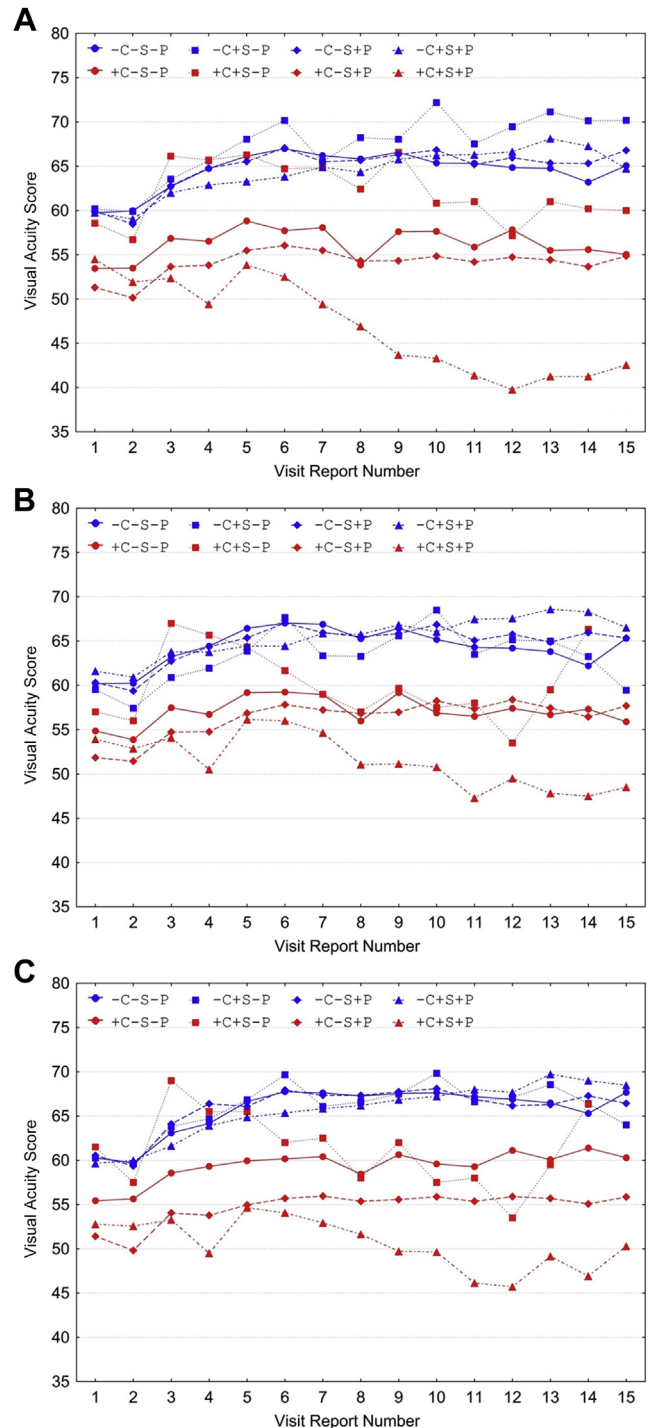 A
80
75
70
65
60
55
50
45
40
35
Visual Acuity Score
−C−S−P −C+S−P −C−S+P −C+S+P
+C−S−P +C+S−P +C−S+P +C+S+P
1 2 3 4 5 6 7 8 9 10 11 12 13 14 15
Visit Report Number
B
80
75
70
65
60
55
50
45
40
35
Visual Acuity Score
−C−S−P −C+S−P −C−S+P −C+S+P
+C−S−P +C+S−P +C−S+P +C+S+P
1 2 3 4 5 6 7 8 9 10 11 12 13 14 15
Visit Report Number
C
80
75
70
65
60
55
50
45
40
35
Visual Acuity Score
−C−S−P −C+S−P −C−S+P −C+S+P
+C−S−P +C+S−P +C−S+P +C+S+P
1 2 3 4 5 6 7 8 9 10 11 12 13 14 15
Visit Report Number